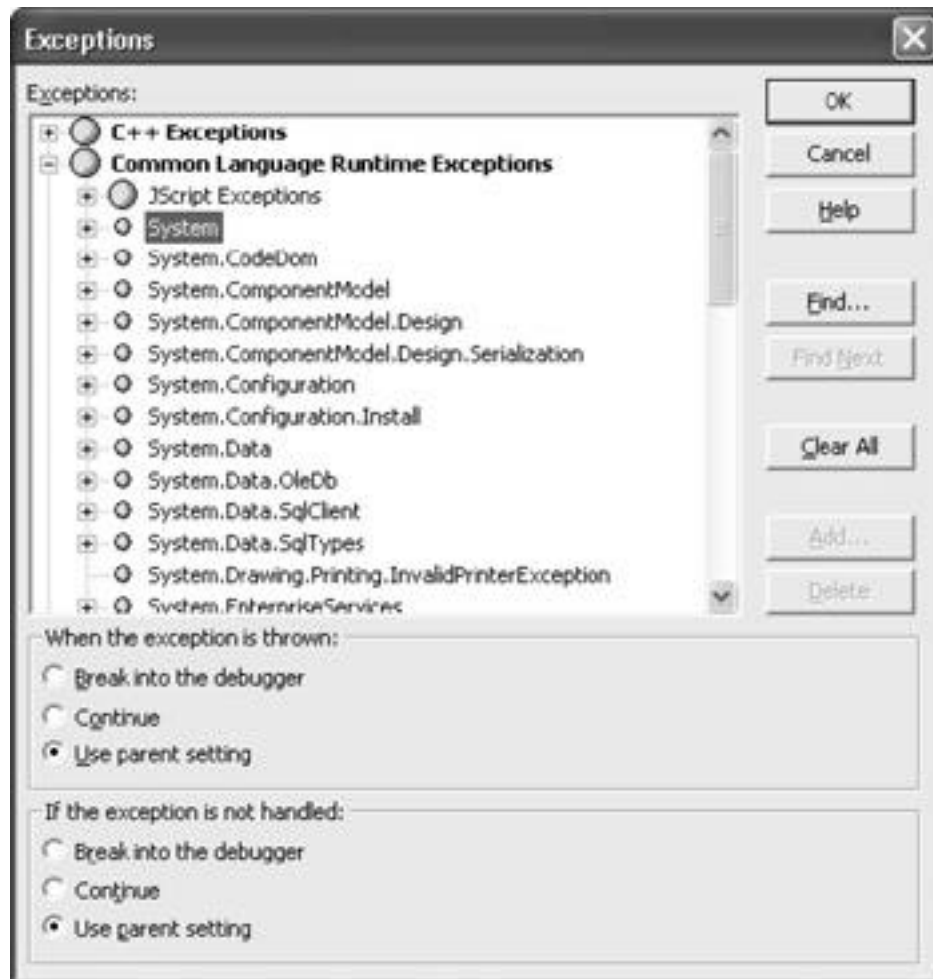 Exceptions
Exceptions:
C++ Exceptions
Common Language Runtime Exceptions
JScript Exceptions
System
System.CodeDom
System.ComponentModel
System.ComponentModel.Design
System.ComponentModel.Design.Serialization
System.Configuration
System.Configuration.Install
System.Data
System.Data.OleDb
System.Data.SqlClient
System.Data.SqlTypes
System.Drawing.Printing.InvalidPrinterException
System.EnterpriseServices
OK
Cancel
Help
Find...
Find Next
Clear All
Add...
Delete
When the exception is thrown:
Break into the debugger
Continue
Use parent setting
If the exception is not handled:
Break into the debugger
Continue
Use parent setting